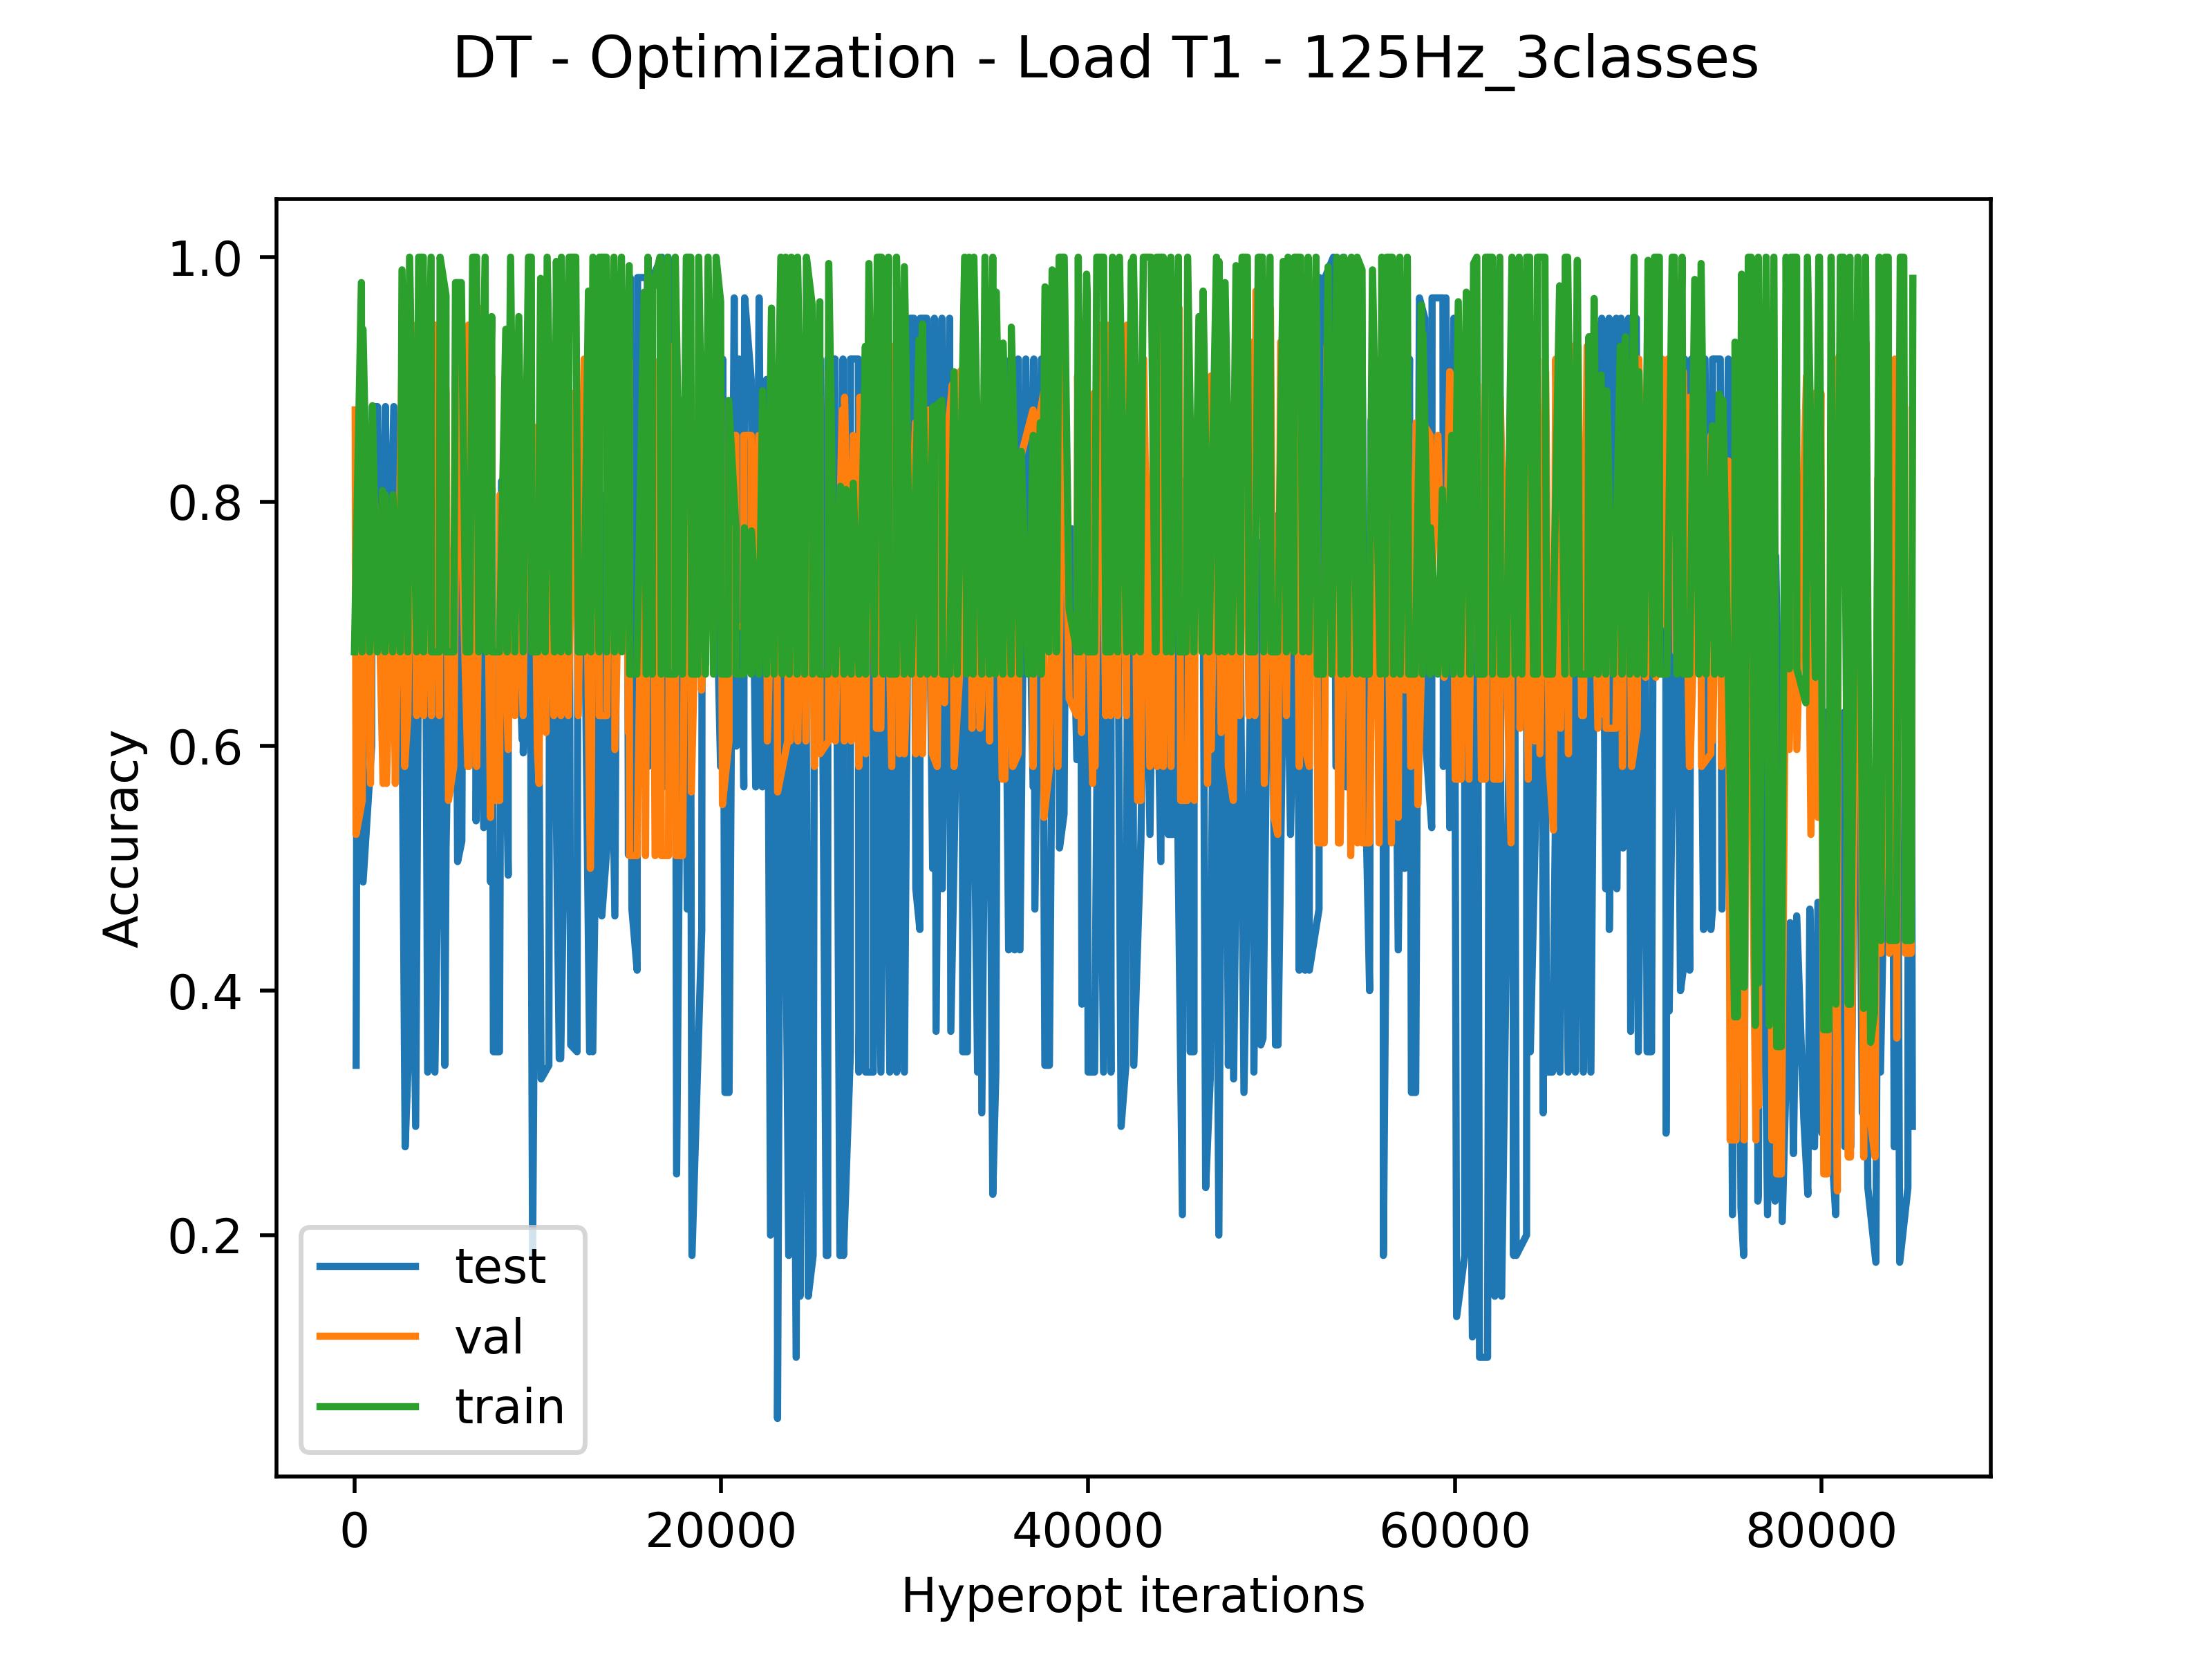 DT - Optimization - Load T1 - 125Hz_3classes
1.0
0.8
0.6
0.4
0.2
Accuracy
test
val
train
0 20000 40000 60000 80000
Hyperopt iterations